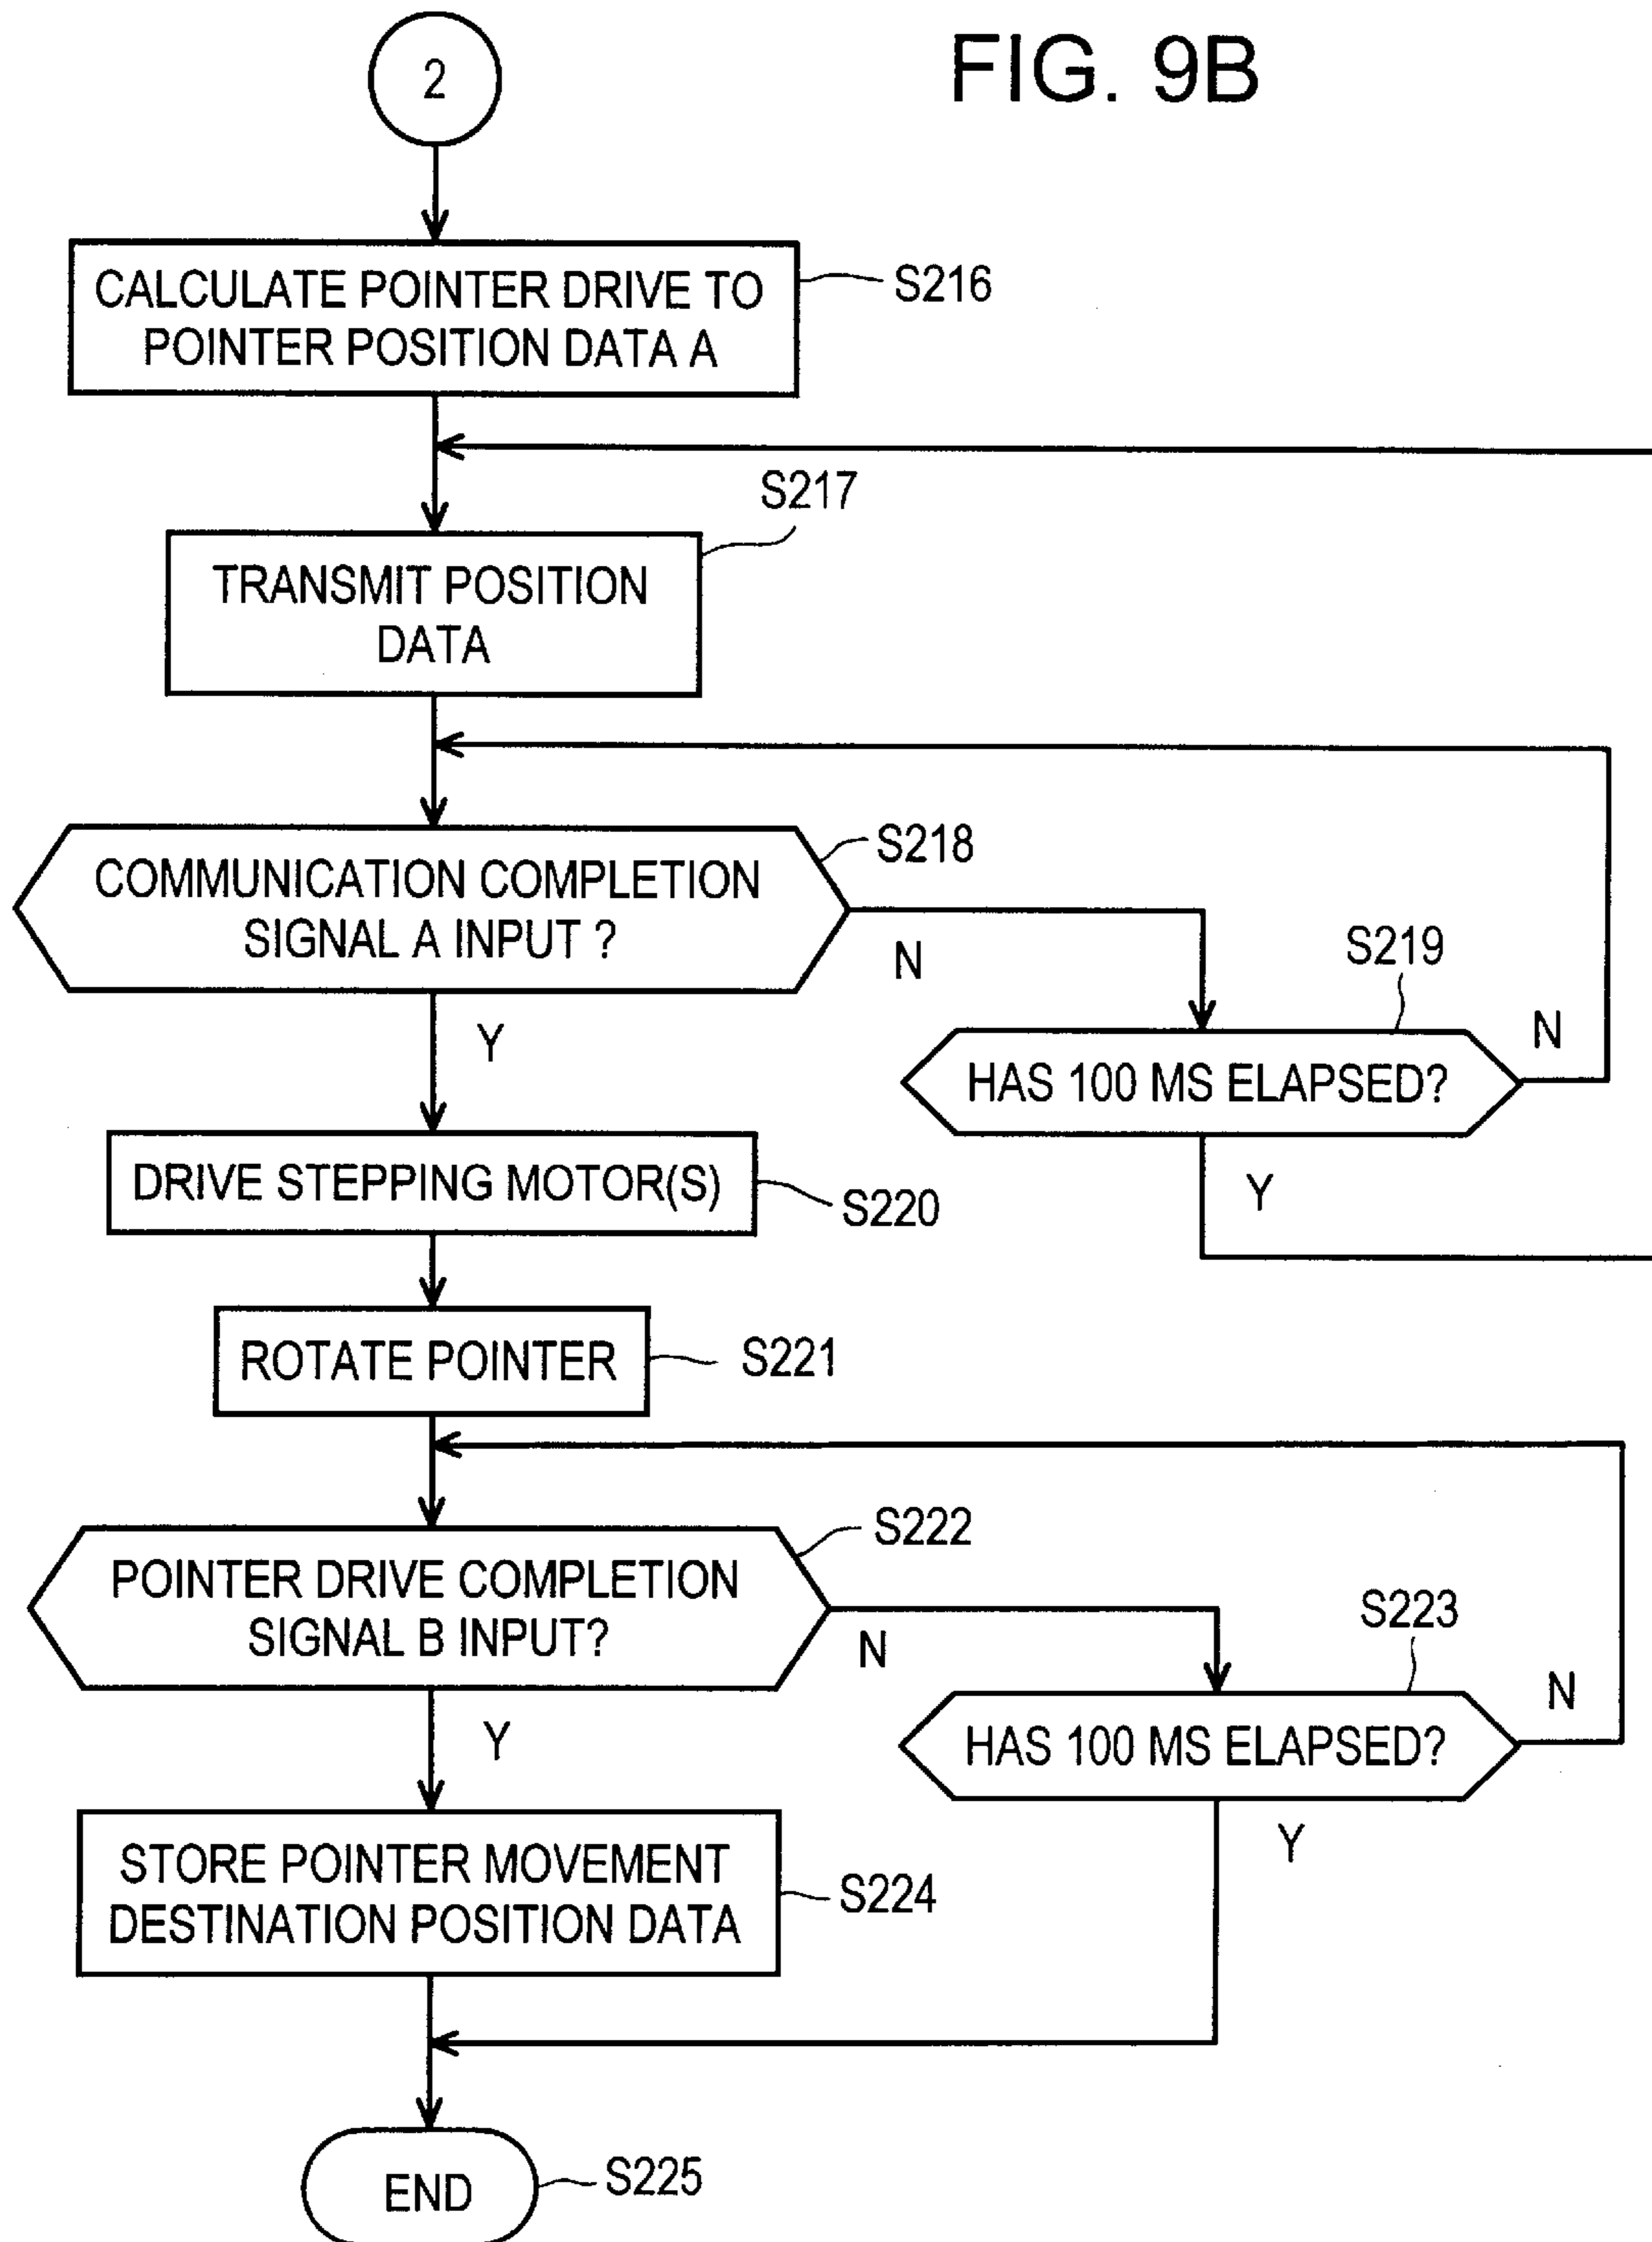 FIG. 9B
2
CALCULATE POINTER DRIVE TO
POINTER POSITION DATA A
S216
S217
TRANSMIT POSITION
DATA
COMMUNICATION COMPLETION
SIGNAL A INPUT ?
S218
N
Y
S219
HAS 100 MS ELAPSED?
N
Y
DRIVE STEPPING MOTOR(S)
S220
ROTATE POINTER
S221
POINTER DRIVE COMPLETION
SIGNAL B INPUT?
S222
N
Y
S223
HAS 100 MS ELAPSED?
N
Y
STORE POINTER MOVEMENT
DESTINATION POSITION DATA
S224
END
S225